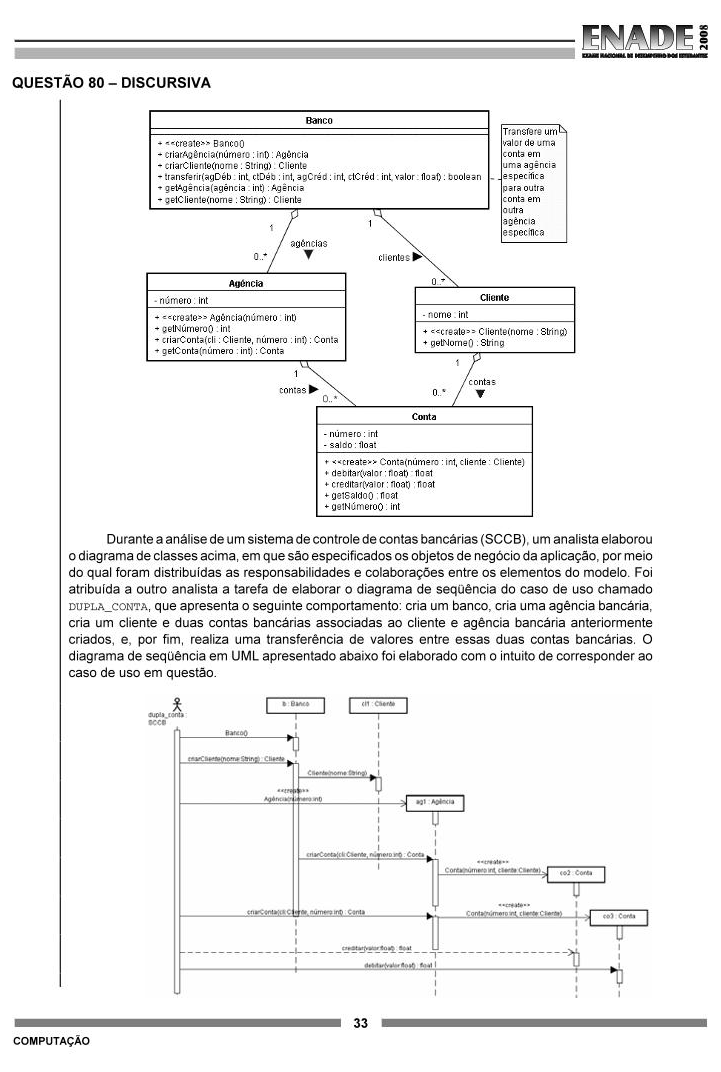 ENADE 2008
EXAME NACIONAL DE DESEMPENHO DOS ESTUDANTES
QUESTÃO 80 – DISCURSIVA
Banco
+ <<create>> Banco()
+ criarAgência(número : int) : Agência
+ criarCliente(nome : String) : Cliente
+ transferir(agDéb : int, ctDéb : int, agCréd : int, ctCréd : int, valor : float) : boolean
+ getAgência(agência : int) : Agência
+ getCliente(nome : String) : Cliente
Transfere um
valor de uma
conta em
uma agência
específica
para outra
conta em
outra
agência
específica
1
agências
0..*
1
clientes
0..*
Agência
- número : int
+ <<create>> Agência(número : int)
+ getNúmero() : int
+ criarConta(cli : Cliente, número : int) : Conta
+ getConta(número : int) : Conta
Cliente
- nome : int
+ <<create>> Cliente(nome : String)
+ getNome() : String
1
contas
0..*
1
contas
0..*
Conta
- número : int
- saldo : float
+ <<create>> Conta(número : int, cliente : Cliente)
+ debitar(valor : float) : float
+ creditar(valor : float) : float
+ getSaldo() : float
+ getNúmero() : int
Durante a análise de um sistema de controle de contas bancárias (SCCB), um analista elaborou
o diagrama de classes acima, em que são especificados os objetos de negócio da aplicação, por meio
do qual foram distribuídas as responsabilidades e colaborações entre os elementos do modelo. Foi
atribuída a outro analista a tarefa de elaborar o diagrama de seqüência do caso de uso chamado
DUPLA_CONTA, que apresenta o seguinte comportamento: cria um banco, cria uma agência bancária,
cria um cliente e duas contas bancárias associadas ao cliente e agência bancária anteriormente
criados, e, por fim, realiza uma transferência de valores entre essas duas contas bancárias. O
diagrama de seqüência em UML apresentado abaixo foi elaborado com o intuito de corresponder ao
caso de uso em questão.
dupla_conta :
SCCB
b : Banco
cl1 : Cliente
Banco()
criarCliente(nome:String) : Cliente
Cliente(nome:String)
<<create>>
Agência(número:int)
ag1 : Agência
criarConta(cli:Cliente, número:int) : Conta
<<create>>
Conta(número:int, cliente:Cliente)
co2 : Conta
criarConta(cli:Cliente, número:int) : Conta
<<create>>
Conta(número:int, cliente:Cliente)
co3 : Conta
creditar(valor:float) : float
debitar(valor:float) : float
33
COMPUTAÇÃO